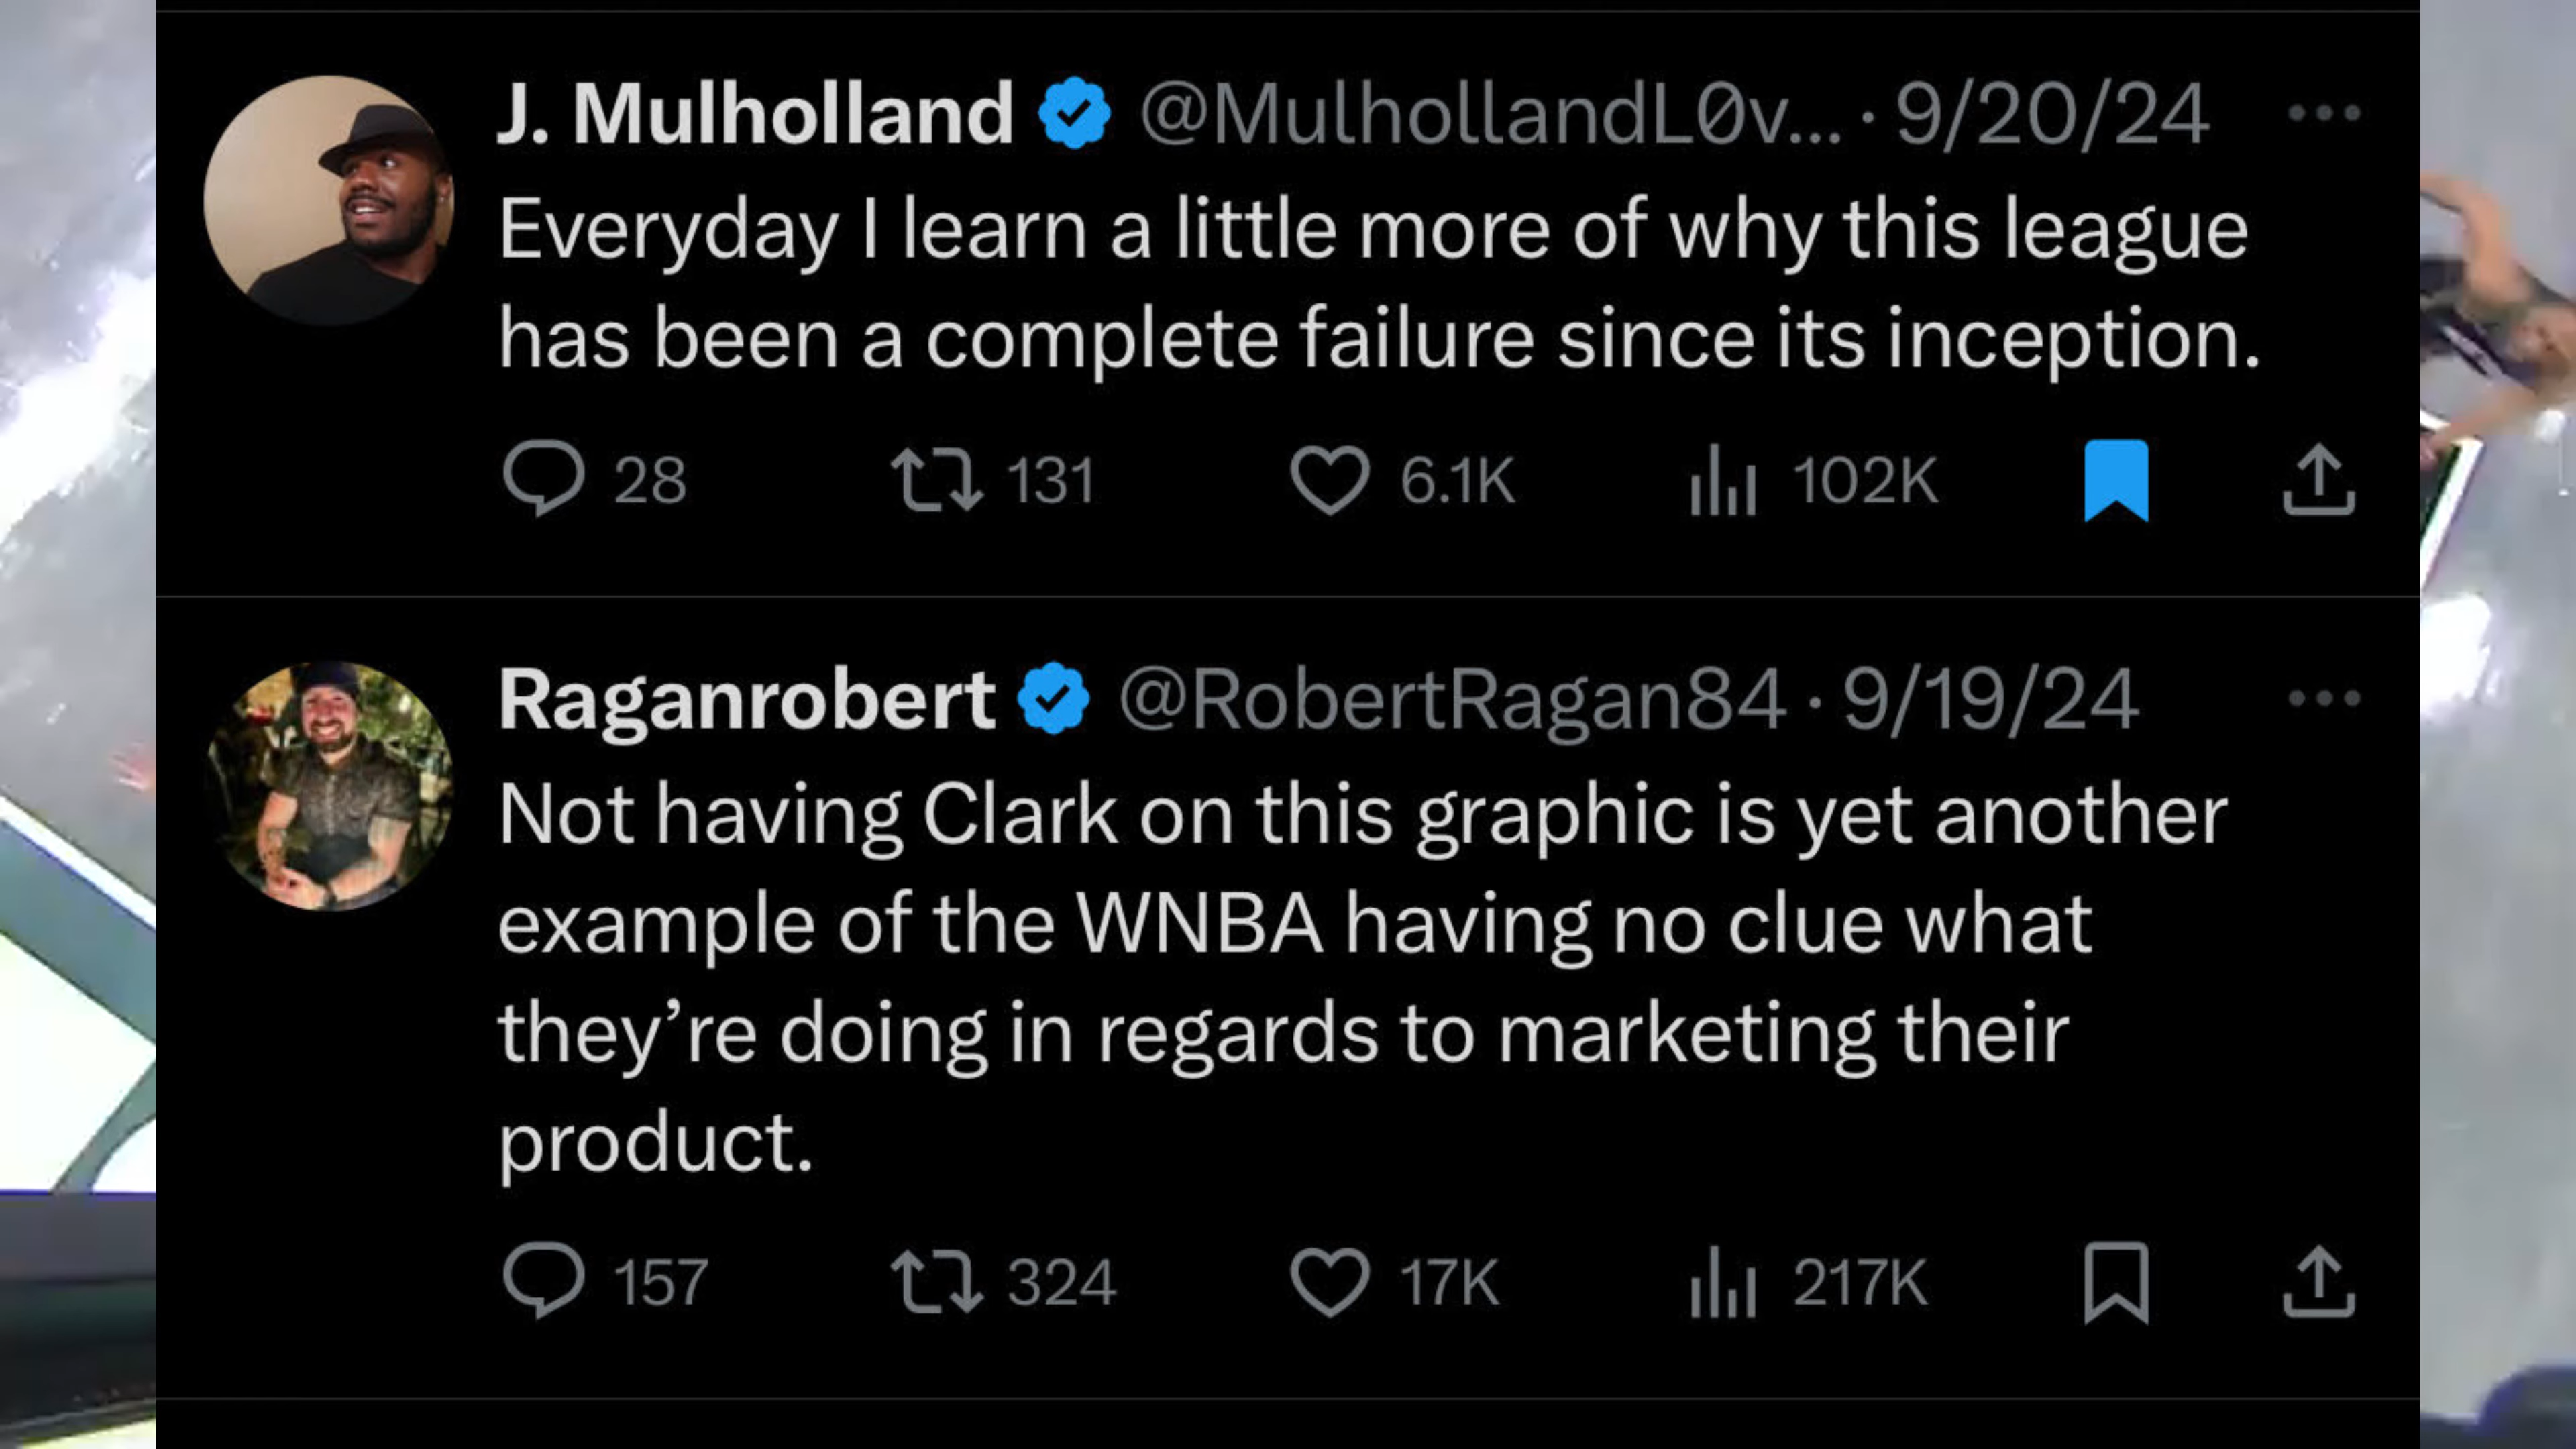 J. Mulholland @MulhollandL0v... · 9/20/24
Everyday I learn a little more of why this league
has been a complete failure since its inception.
28 131 6.1K 102K
Raganrobert @RobertRagan84 · 9/19/24
Not having Clark on this graphic is yet another
example of the WNBA having no clue what
they’re doing in regards to marketing their
product.
157 324 17K 217K